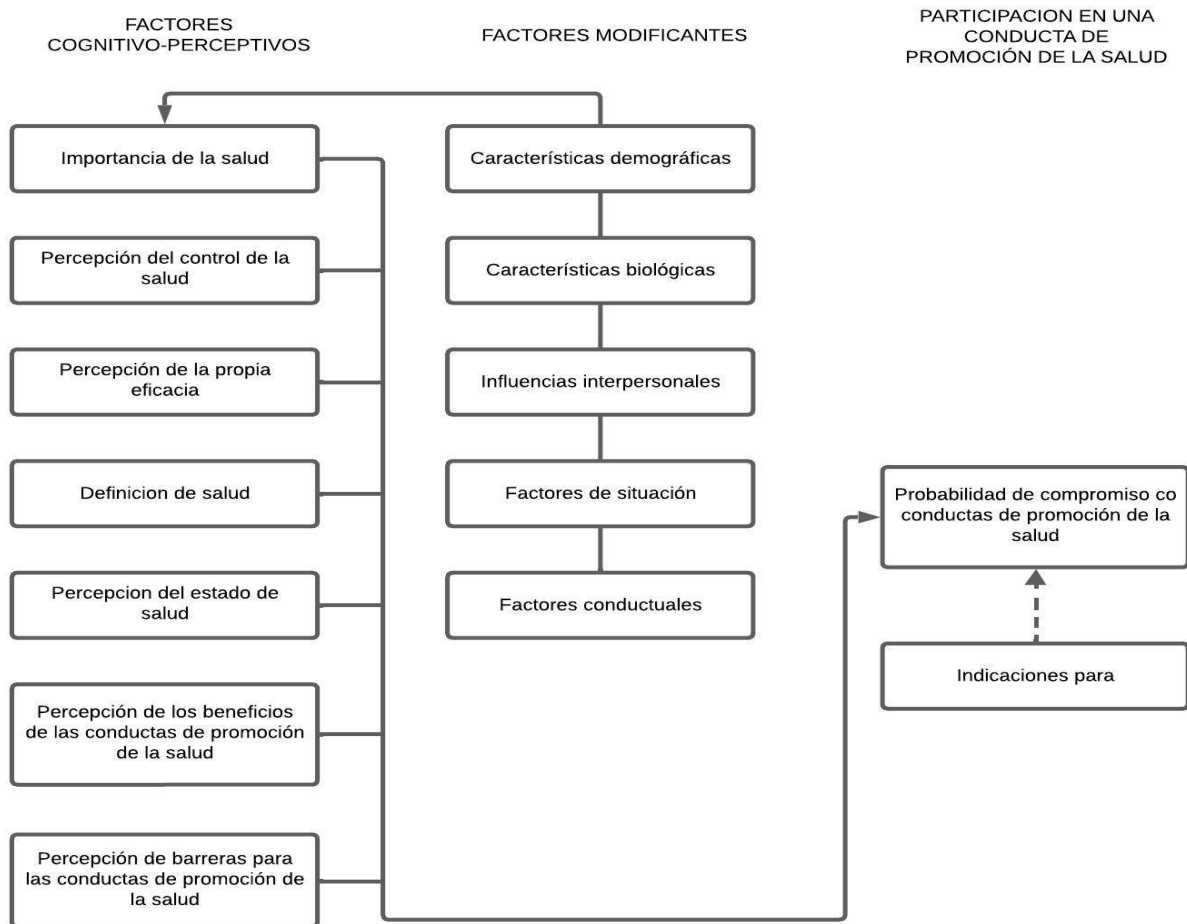 FACTORES
COGNITIVO-PERCEPTIVOS
FACTORES MODIFICANTES
PARTICIPACION EN UNA
CONDUCTA DE
PROMOCIÓN DE LA SALUD
Importancia de la salud
Percepción del control de la
salud
Percepción de la propia
eficacia
Definicion de salud
Percepcion del estado de
salud
Percepción de los beneficios
de las conductas de promoción
de la salud
Percepción de barreras para
las conductas de promoción de
la salud
Características demográficas
Características biológicas
Influencias interpersonales
Factores de situación
Factores conductuales
Probabilidad de compromiso co
conductas de promoción de la
salud
Indicaciones para